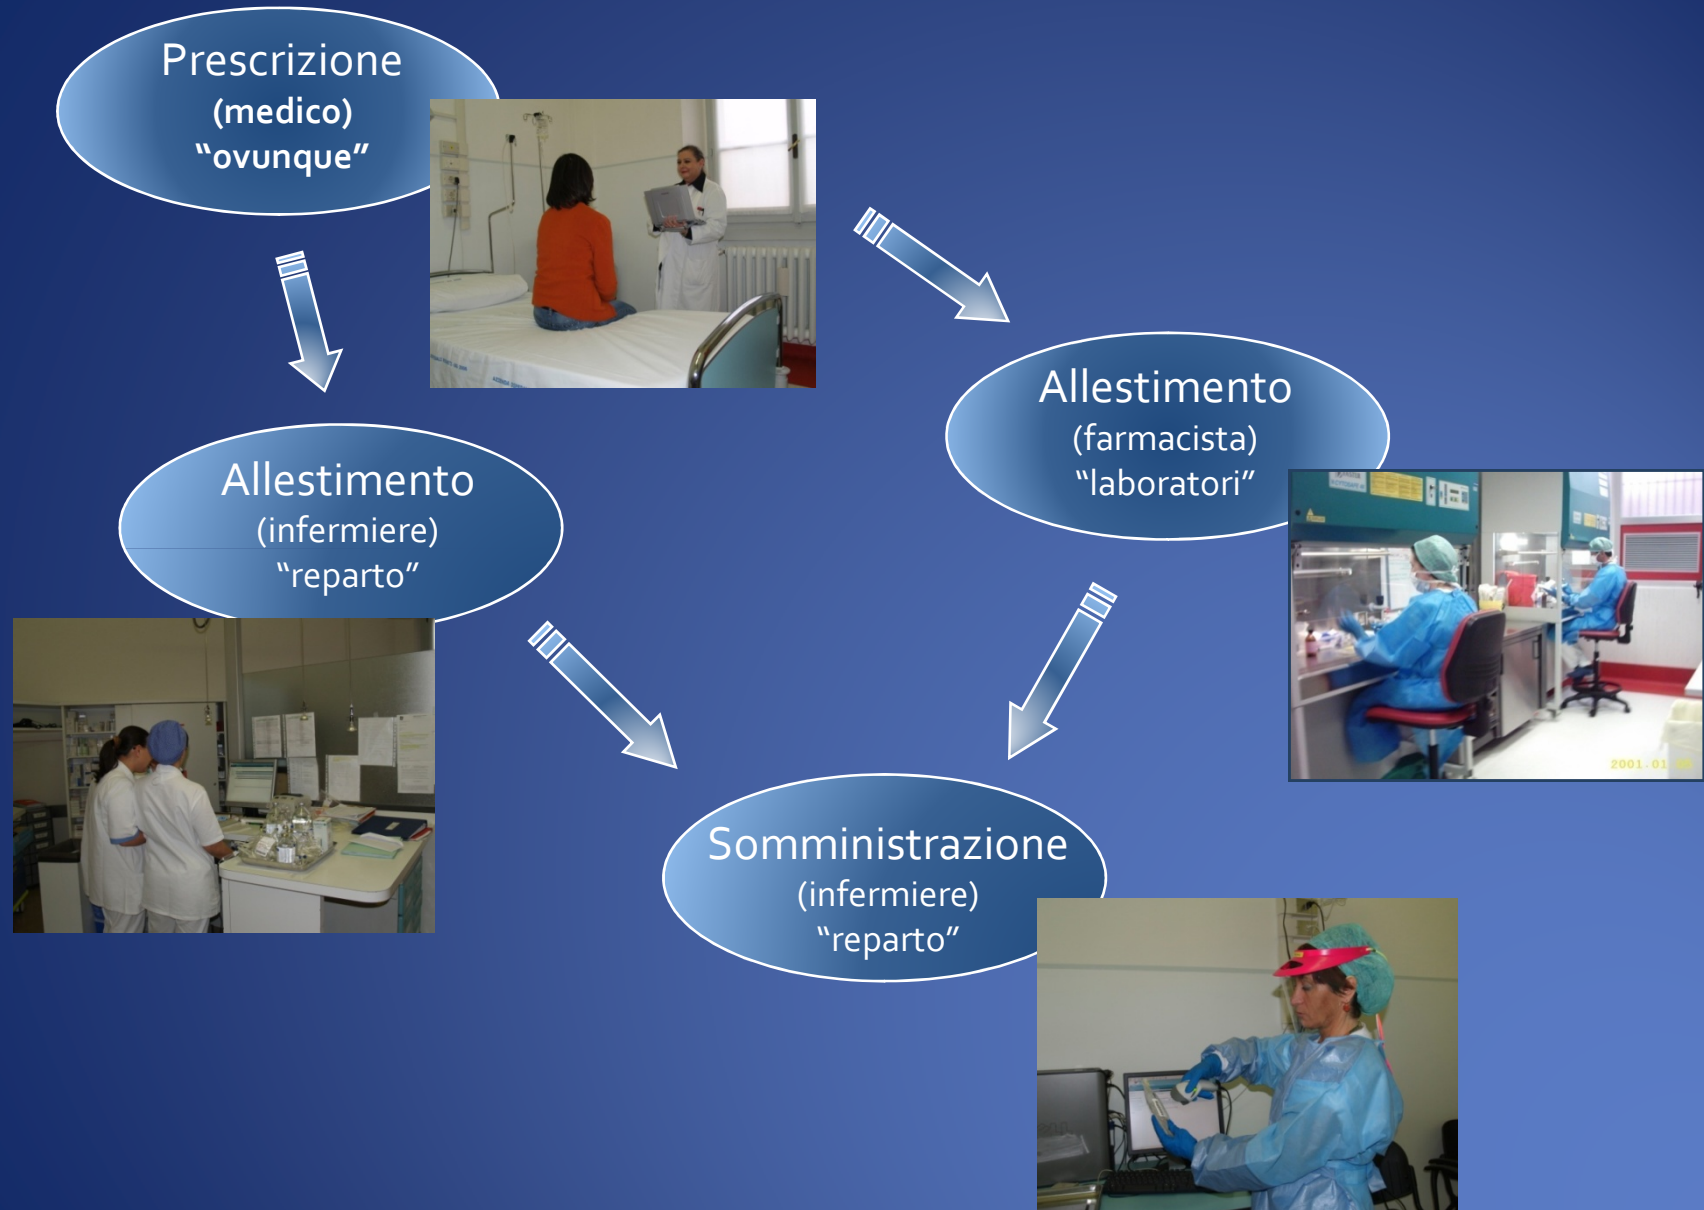 Prescrizione
(medico)
“ovunque”
Allestimento
(farmacista)
“laboratori”
Allestimento
(infermiere)
“reparto”
Somministrazione
(infermiere)
“reparto”